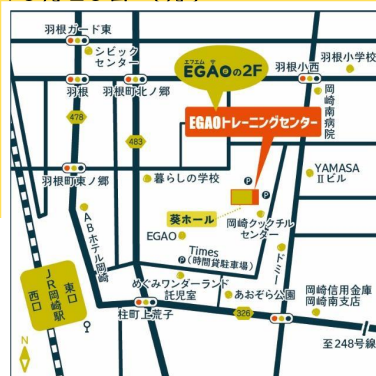 羽根ガード東
シビック
センター
エフエム
EGAOの2F
羽根小西
羽根小学校
羽根
羽根町北ノ郷
岡崎南病院
478
EGAOトレーニングセンター
483
YAMASA
Ⅱビル
羽根町東ノ郷
暮らしの学校
P
P
ABホテル岡崎
葵ホール
岡崎クックチル
センター
EGAO
ドミー
Times
P(時間貸駐車場)
JR岡崎駅
東口
西口
めぐみワンダーランド
託児室
あおぞら公園
岡崎信用金庫
岡崎南支店
柱町上荒子
326
至248号線
N